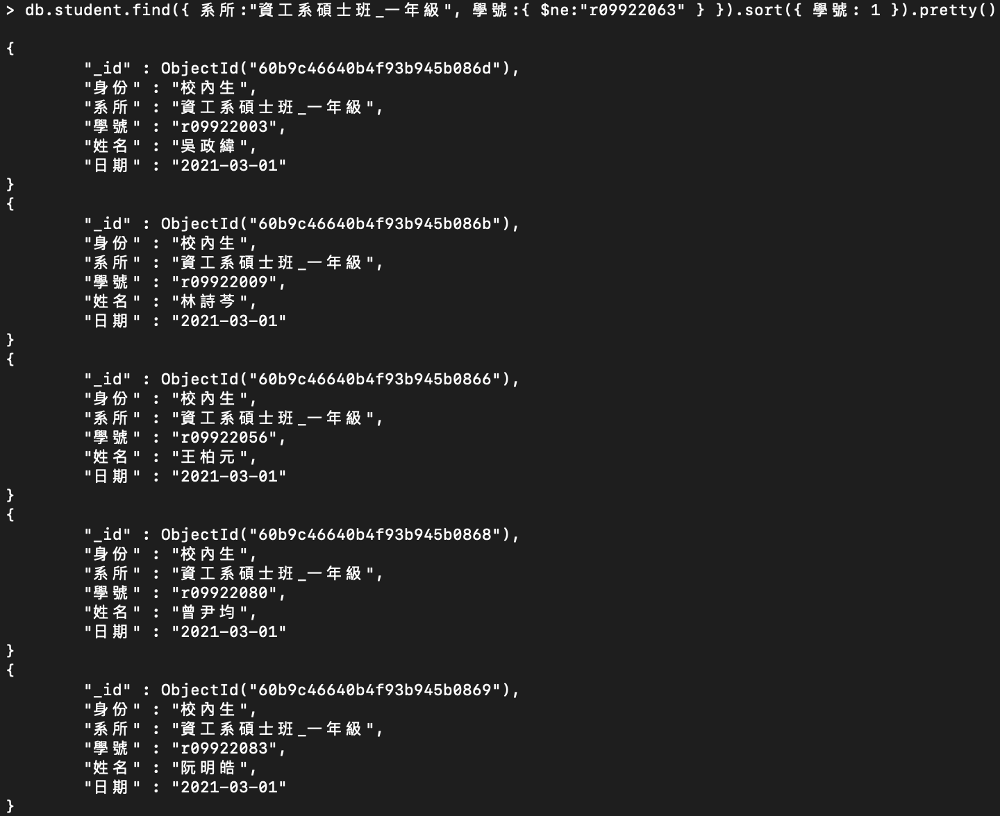 > db.student.find({ 系所:"資工系碩士班_一年級", 學號:{ $ne:"r09922063" } }).sort({ 學號: 1 }).pretty()
{
"_id" : ObjectId("60b9c46640b4f93b945b086d"),
"身份" : "校內生",
"系所" : "資工系碩士班_一年級",
"學號" : "r09922003",
"姓名" : "吳政緯",
"日期" : "2021-03-01"
}
{
"_id" : ObjectId("60b9c46640b4f93b945b086b"),
"身份" : "校內生",
"系所" : "資工系碩士班_一年級",
"學號" : "r09922009",
"姓名" : "林詩芩",
"日期" : "2021-03-01"
}
{
"_id" : ObjectId("60b9c46640b4f93b945b0866"),
"身份" : "校內生",
"系所" : "資工系碩士班_一年級",
"學號" : "r09922056",
"姓名" : "王柏元",
"日期" : "2021-03-01"
}
{
"_id" : ObjectId("60b9c46640b4f93b945b0868"),
"身份" : "校內生",
"系所" : "資工系碩士班_一年級",
"學號" : "r09922080",
"姓名" : "曾尹均",
"日期" : "2021-03-01"
}
{
"_id" : ObjectId("60b9c46640b4f93b945b0869"),
"身份" : "校內生",
"系所" : "資工系碩士班_一年級",
"學號" : "r09922083",
"姓名" : "阮明皓",
"日期" : "2021-03-01"
}